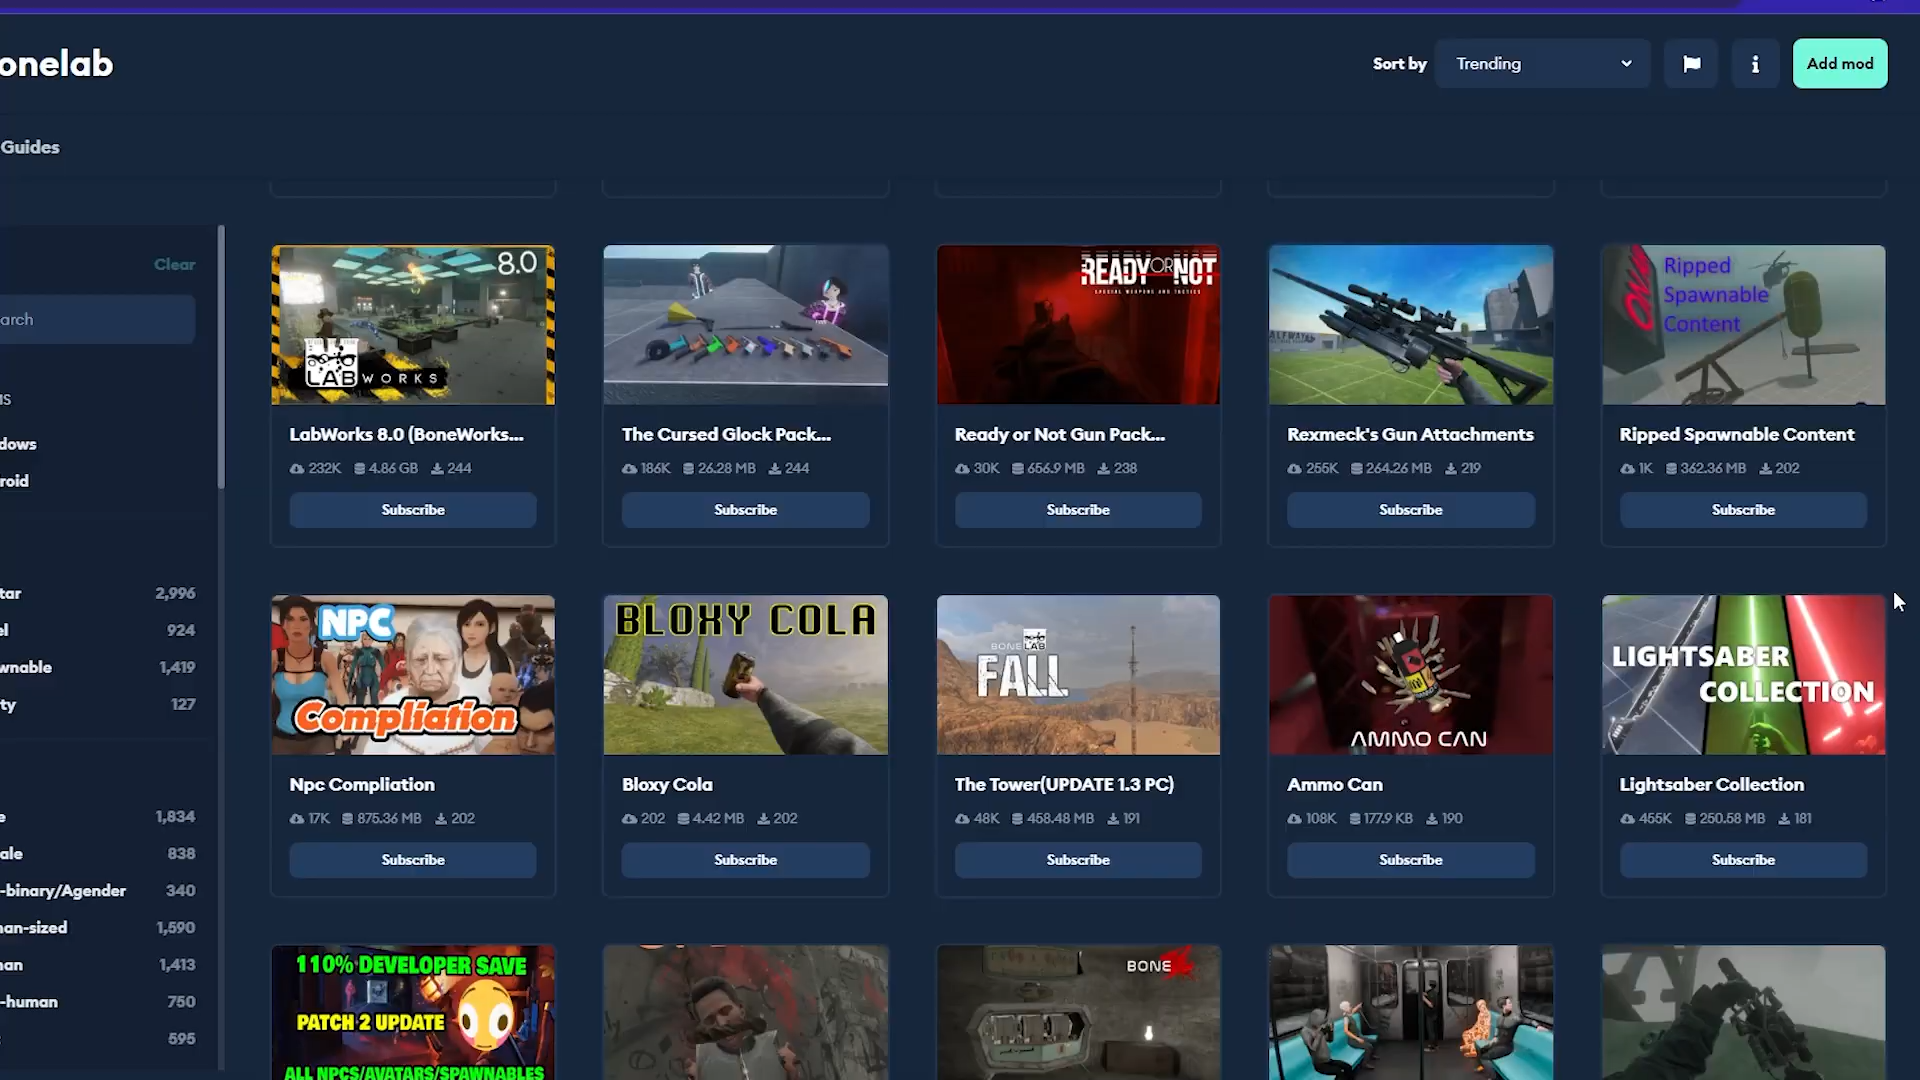 onelab
Sort by
Trending
Add mod
Guides
Clear
arch
dows
roid
tar 2,996
el 924
wnable 1,419
ty 127
e 1,834
ale 838
-binary/Agender 340
nan-sized 1,590
nan 1,413
-human 750
595
8.0
LAB WORKS
LabWorks 8.0 (BoneWorks...
232K 4.86 GB 244
Subscribe
The Cursed Glock Pack...
186K 26.28 MB 244
Subscribe
READY OR NOT
Ready or Not Gun Pack...
30K 656.9 MB 238
Subscribe
Rexmeck's Gun Attachments
255K 264.26 MB 219
Subscribe
Ripped
Spawnable
Content
Ripped Spawnable Content
1K 362.36 MB 202
Subscribe
NPC
Compliation
Npc Compliation
17K 875.36 MB 202
Subscribe
BLOXY COLA
Bloxy Cola
202 4.42 MB 202
Subscribe
BONELAB
FALL
The Tower(UPDATE 1.3 PC)
48K 458.48 MB 191
Subscribe
AMMO CAN
Ammo Can
108K 177.9 KB 190
Subscribe
LIGHTSABER
COLLECTION
Lightsaber Collection
455K 250.58 MB 181
Subscribe
110% DEVELOPER SAVE
PATCH 2 UPDATE
ALL NPCS/AVATARS/SPAWNABLES
BONE